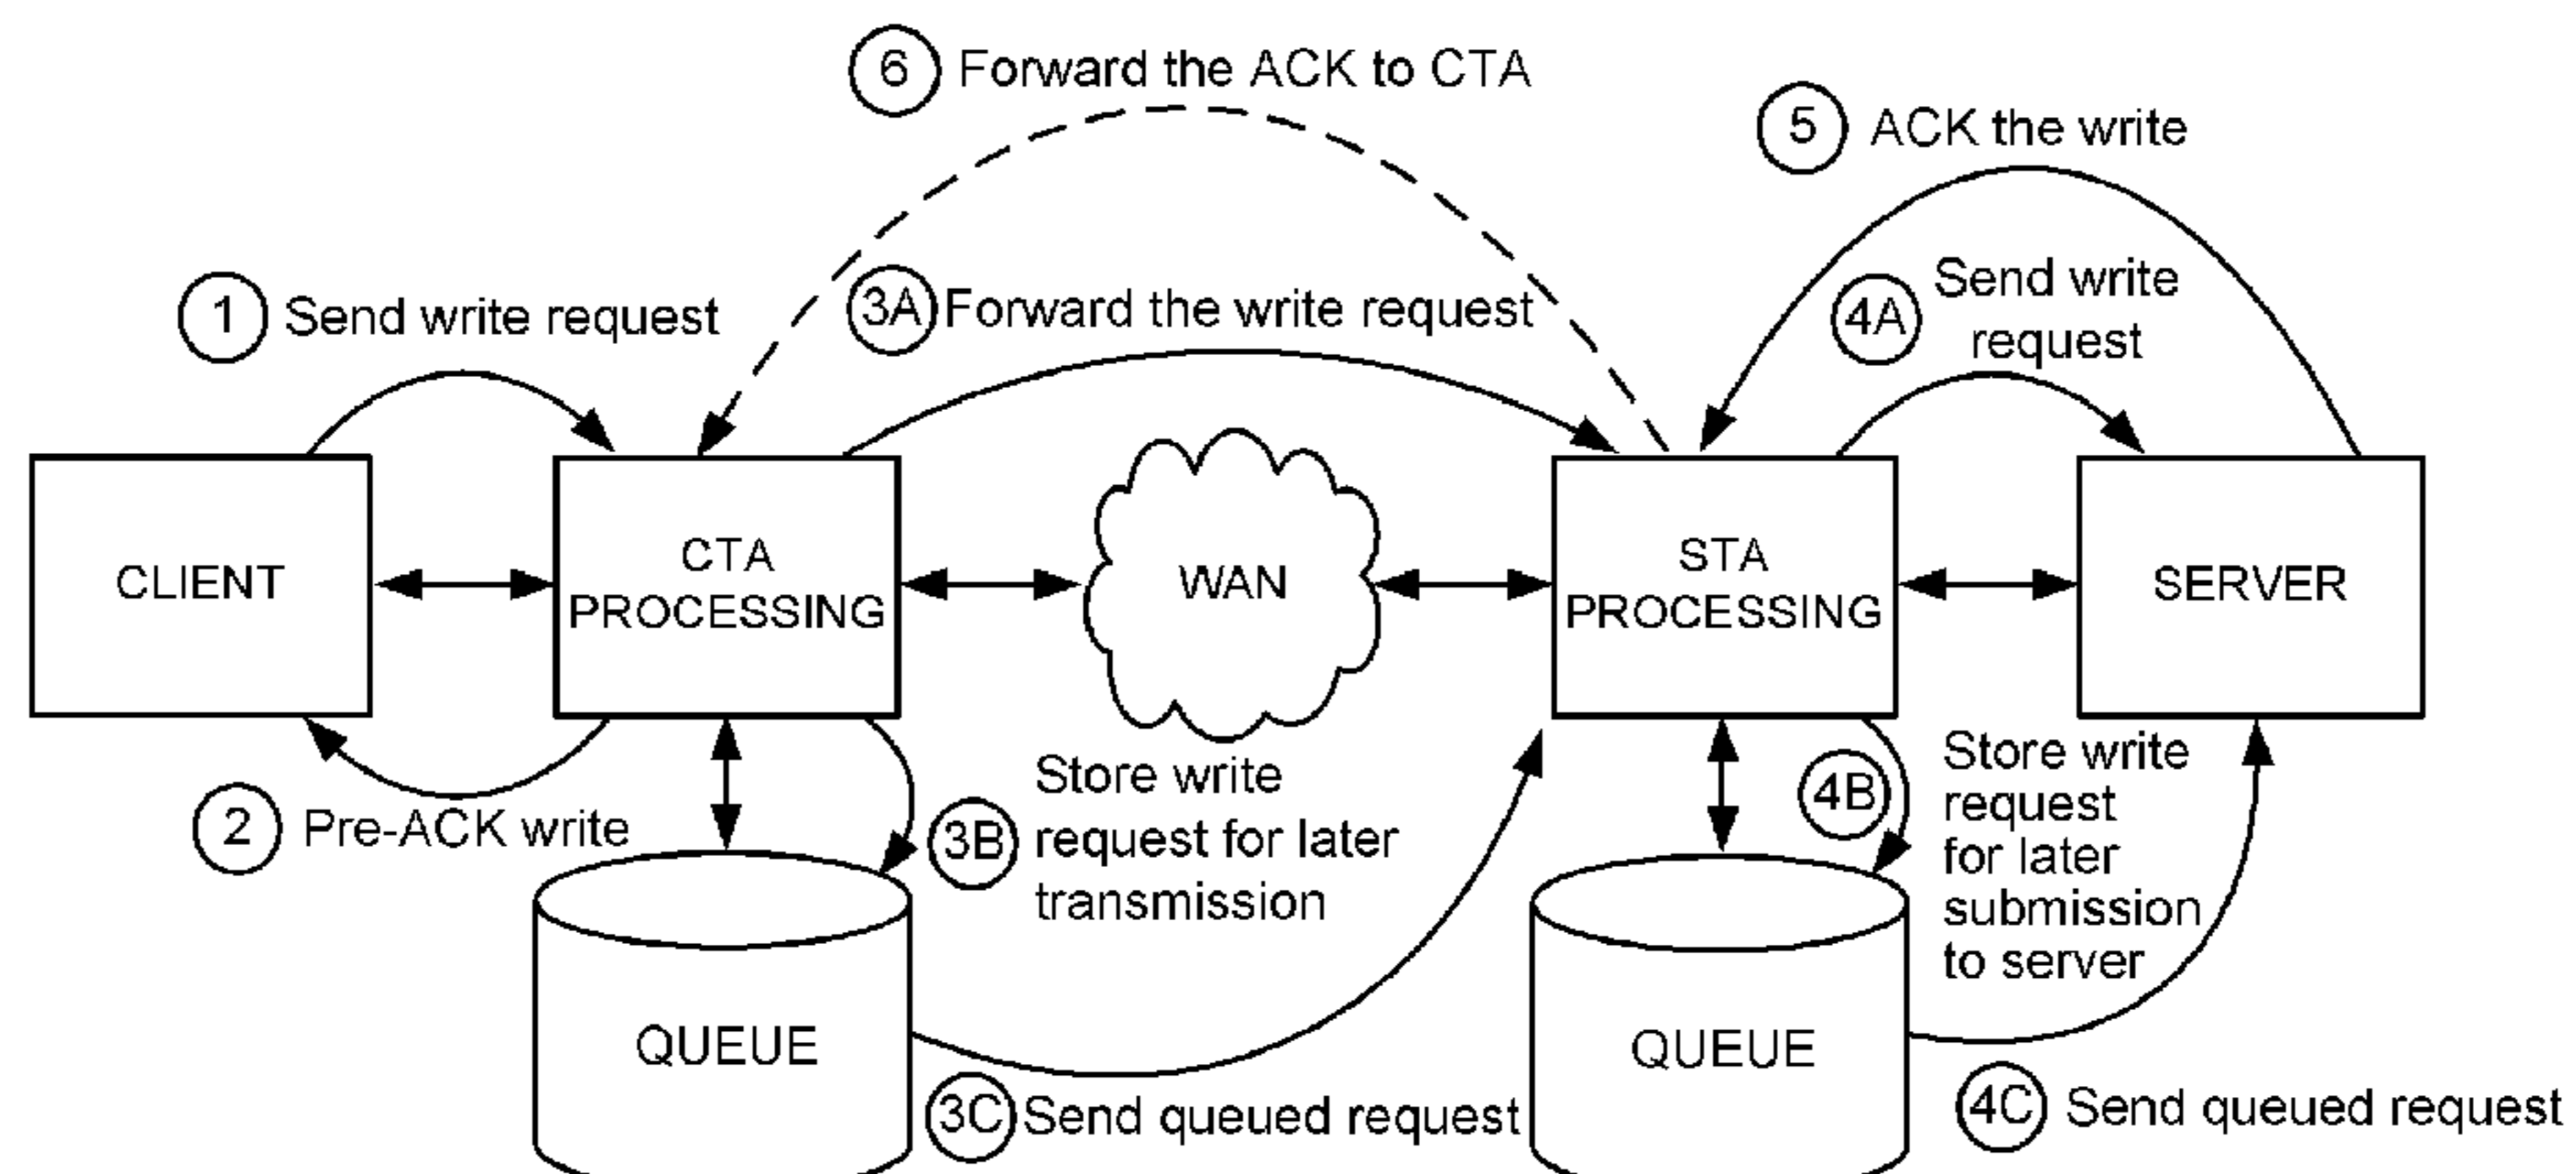 6 Forward the ACK to CTA
5 ACK the write
1 Send write request
3A Forward the write request
4A Send write
request
CLIENT
CTA
PROCESSING
WAN
STA
PROCESSING
SERVER
2 Pre-ACK write
3B Store write
request for later
transmission
4B Store write
request
for later
submission
to server
QUEUE
QUEUE
3C Send queued request
4C Send queued request